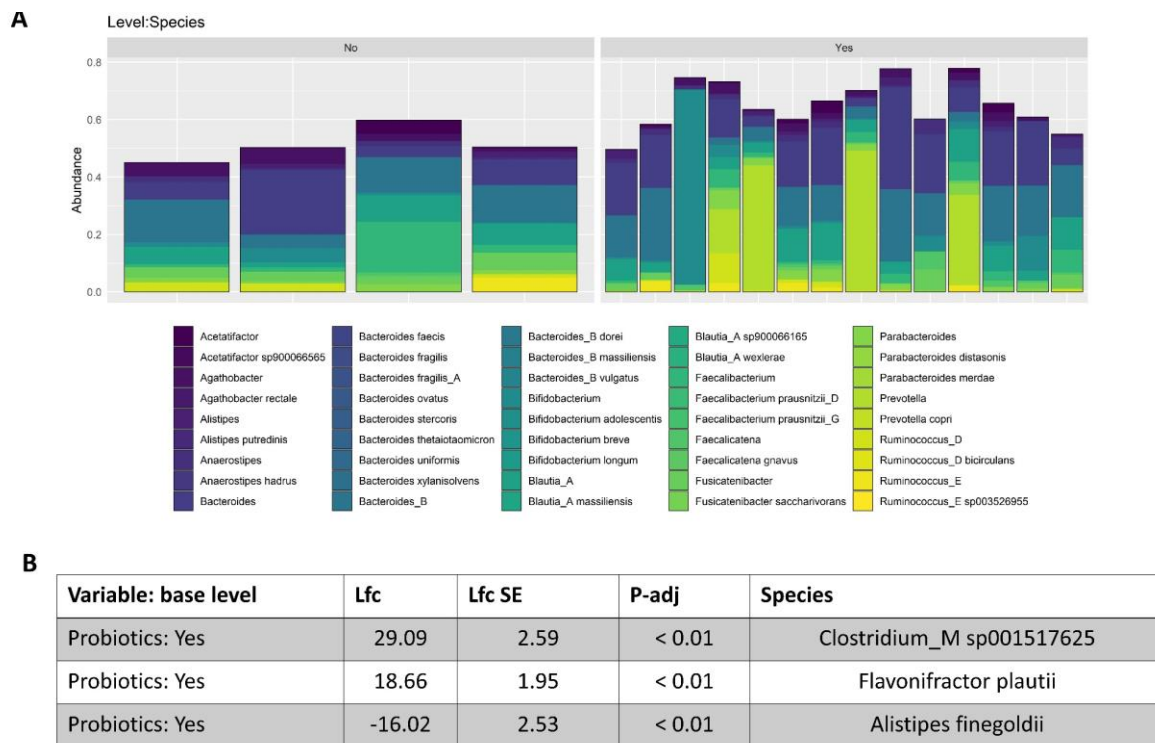 A
Level:Species
No Yes
0.8
0.6
0.4
0.2
0.0
Abundance
Acetatifactor Bacteroides faecis Bacteroides_B dorei Blautia_A sp900066165 Parabacteroides
Acetatifactor sp900066565 Bacteroides fragilis Bacteroides_B massiliensis Blautia_A wexlerae Parabacteroides distasonis
Agathobacter Bacteroides fragilis_A Bacteroides_B vulgatus Faecalibacterium Parabacteroides merdae
Agathobacter rectale Bacteroides ovatus Bifidobacterium Faecalibacterium prausnitzii_D Prevotella
Alistipes Bacteroides stercoris Bifidobacterium adolescentis Faecalibacterium prausnitzii_G Prevotella copri
Alistipes putredinis Bacteroides thetaiotaomicron Bifidobacterium breve Faecalicatena Ruminococcus_D
Anaerostipes Bacteroides uniformis Bifidobacterium longum Faecalicatena gnavus Ruminococcus_D bicirculans
Anaerostipes hadrus Bacteroides xylanisolvens Blautia_A Fusicatenibacter Ruminococcus_E
Bacteroides Bacteroides_B Blautia_A massiliensis Fusicatenibacter saccharivorans Ruminococcus_E sp003526955
B
Variable: base level Lfc Lfc SE P-adj Species
Probiotics: Yes 29.09 2.59 < 0.01 Clostridium_M sp001517625
Probiotics: Yes 18.66 1.95 < 0.01 Flavonifractor plautii
Probiotics: Yes -16.02 2.53 < 0.01 Alistipes finegoldii